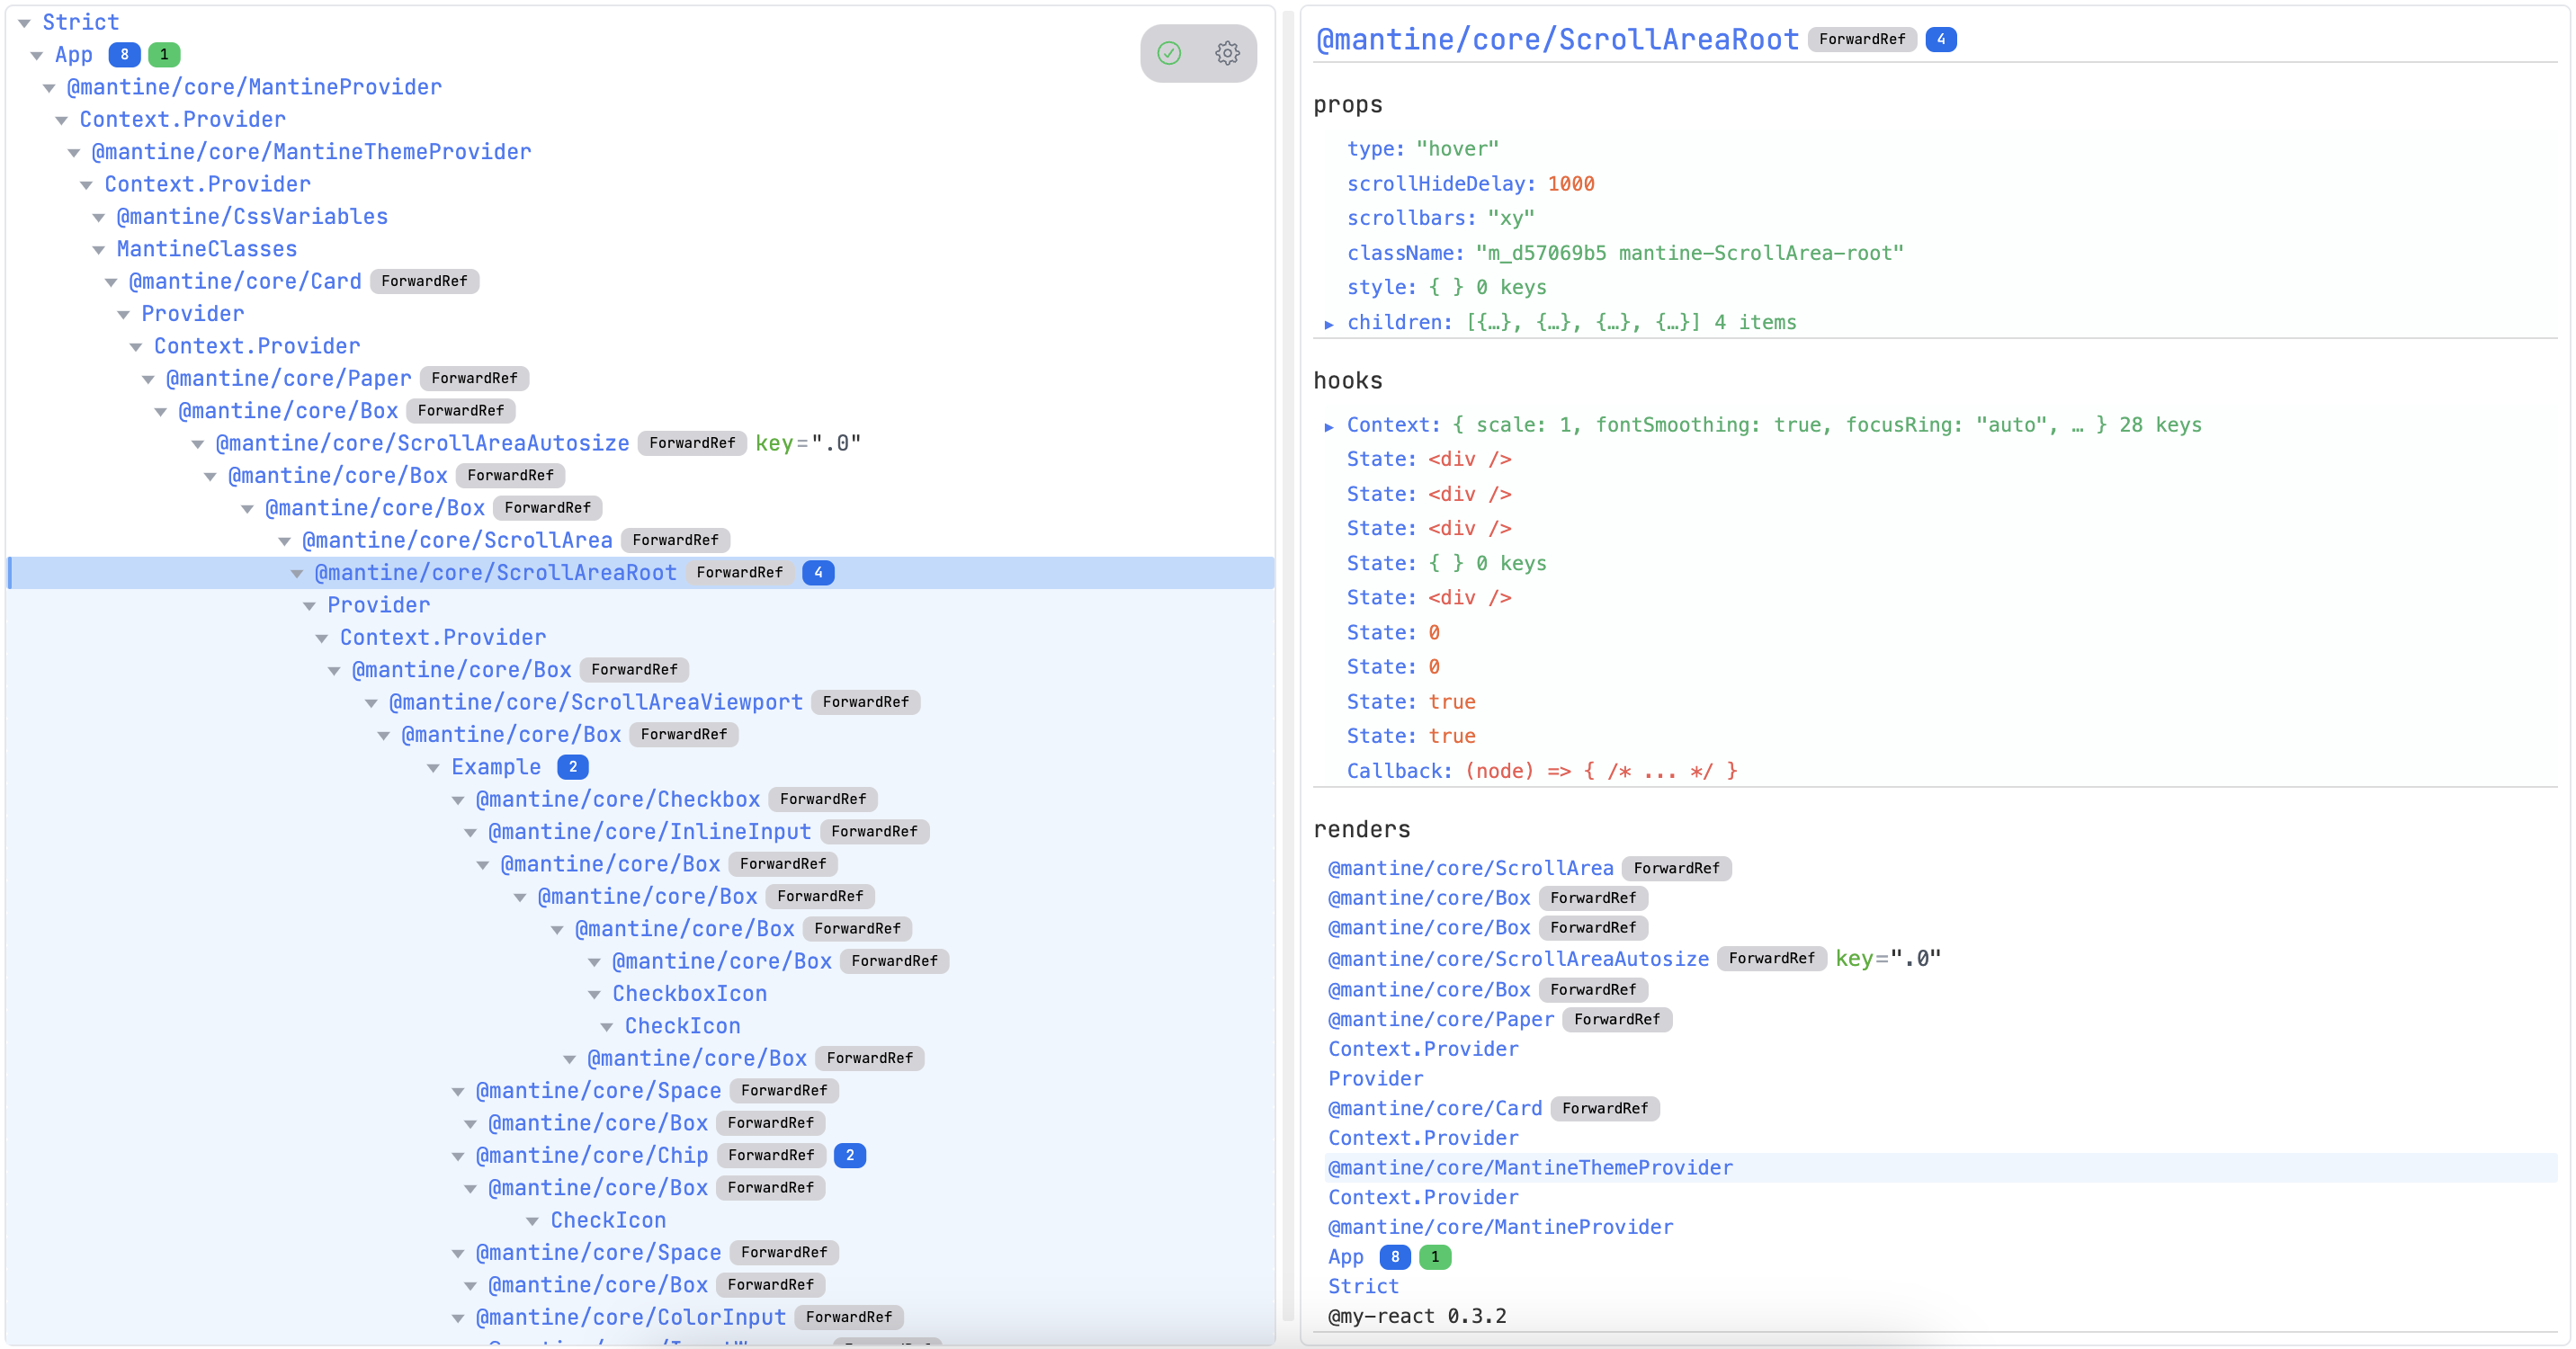 Strict
App 8 1
@mantine/core/MantineProvider
Context.Provider
@mantine/core/MantineThemeProvider
Context.Provider
@mantine/CssVariables
MantineClasses
@mantine/core/Card ForwardRef
Provider
Context.Provider
@mantine/core/Paper ForwardRef
@mantine/core/Box ForwardRef
@mantine/core/ScrollAreaAutosize ForwardRef key=".0"
@mantine/core/Box ForwardRef
@mantine/core/Box ForwardRef
@mantine/core/ScrollArea ForwardRef
@mantine/core/ScrollAreaRoot ForwardRef 4
Provider
Context.Provider
@mantine/core/Box ForwardRef
@mantine/core/ScrollAreaViewport ForwardRef
@mantine/core/Box ForwardRef
Example 2
@mantine/core/Checkbox ForwardRef
@mantine/core/InlineInput ForwardRef
@mantine/core/Box ForwardRef
@mantine/core/Box ForwardRef
@mantine/core/Box ForwardRef
@mantine/core/Box ForwardRef
CheckboxIcon
CheckIcon
@mantine/core/Box ForwardRef
@mantine/core/Space ForwardRef
@mantine/core/Box ForwardRef
@mantine/core/Chip ForwardRef 2
@mantine/core/Box ForwardRef
CheckIcon
@mantine/core/Space ForwardRef
@mantine/core/Box ForwardRef
@mantine/core/ColorInput ForwardRef
@mantine/core/ScrollAreaRoot ForwardRef 4
props
type: "hover"
scrollHideDelay: 1000
scrollbars: "xy"
className: "m_d57069b5 mantine-ScrollArea-root"
style: { } 0 keys
children: [{…}, {…}, {…}, {…}] 4 items
hooks
Context: { scale: 1, fontSmoothing: true, focusRing: "auto", … } 28 keys
State: <div />
State: <div />
State: <div />
State: { } 0 keys
State: <div />
State: 0
State: 0
State: true
State: true
Callback: (node) => { /* ... */ }
renders
@mantine/core/ScrollArea ForwardRef
@mantine/core/Box ForwardRef
@mantine/core/Box ForwardRef
@mantine/core/ScrollAreaAutosize ForwardRef key=".0"
@mantine/core/Box ForwardRef
@mantine/core/Paper ForwardRef
Context.Provider
Provider
@mantine/core/Card ForwardRef
Context.Provider
@mantine/core/MantineThemeProvider
Context.Provider
@mantine/core/MantineProvider
App 8 1
Strict
@my-react 0.3.2